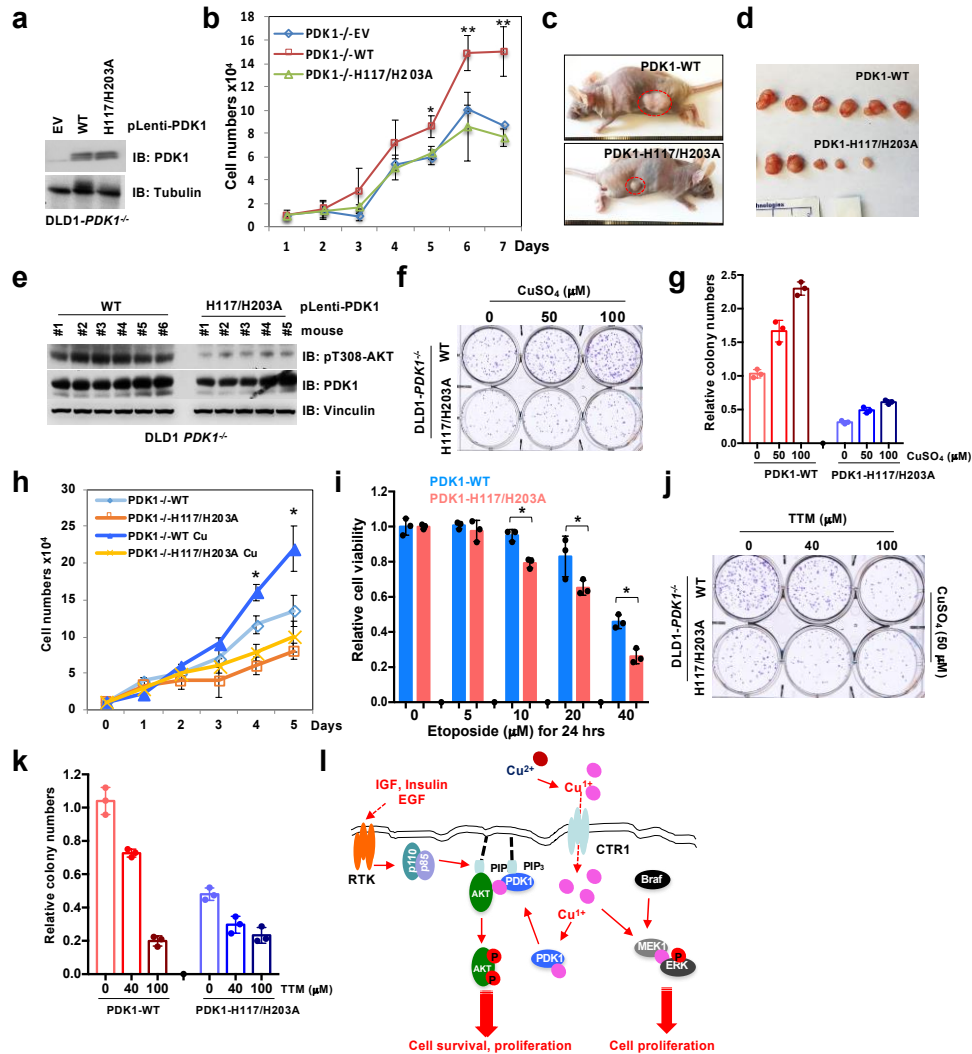 a
EV
WT
H117/H203A
pLenti-PDK1
IB: PDK1
IB: Tubulin
DLD1-PDK1-/-
b
Cell numbers x10⁴
18
16
14
12
10
8
6
4
2
0
PDK1-/-EV
PDK1-/-WT
PDK1-/-H117/H203A
*
**
**
1 2 3 4 5 6 7 Days
c
PDK1-WT
PDK1-H117/H203A
d
PDK1-WT
PDK1-H117/H203A
hnologies
e
WT
H117/H203A
pLenti-PDK1
#1 #2 #3 #4 #5 #6
#1 #2 #3 #4 #5
mouse
IB: pT308-AKT
IB: PDK1
IB: Vinculin
DLD1 PDK1-/-
f
CuSO₄ (µM)
0 50 100
DLD1-PDK1-/-
WT
H117/H203A
g
Relative colony numbers
2.5
2.0
1.5
1.0
0.5
0.0
0 50 100
0 50 100
CuSO₄ (µM)
PDK1-WT
PDK1-H117/H203A
h
Cell numbers x10⁴
30
25
20
15
10
5
0
PDK1-/-WT
PDK1-/-H117/H203A
PDK1-/-WT Cu
PDK1-/-H117/H203A Cu
*
*
0 1 2 3 4 5 Days
i
Relative cell viability
1.2
1.0
0.8
0.6
0.4
0.2
0.0
PDK1-WT
PDK1-H117/H203A
*
*
*
0 5 10 20 40
Etoposide (µM) for 24 hrs
j
TTM (µM)
0 40 100
DLD1-PDK1-/-
WT
H117/H203A
CuSO₄ (50 µM)
k
Relative colony numbers
1.2
1.0
0.8
0.6
0.4
0.2
0.0
0 40 100
0 40 100
TTM (µM)
PDK1-WT
PDK1-H117/H203A
l
Cu²⁺
Cu¹⁺
IGF, Insulin
EGF
CTR1
RTK
p110
p85
PIP
PIP₃
AKT
PDK1
Cu¹⁺
Braf
MEK1
P
ERK
PDK1
AKT
P
P
Cell survival, proliferation
Cell proliferation